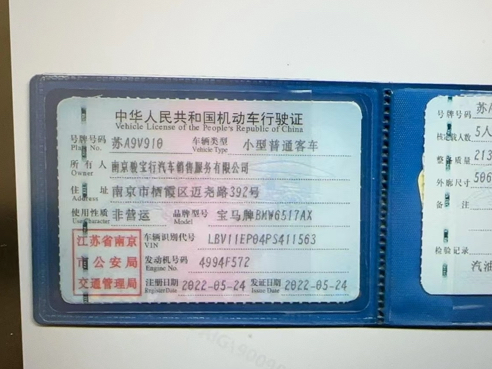 中华人民共和国机动车行驶证
Vehicle License of the People's Republic of China
号牌号码 苏A9V910 车辆类型 小型普通客车
Plate No. Vehicle Type
所有人 南京骏宝行汽车销售服务有限公司
Owner
住址 南京市栖霞区迈尧路392号
Address
使用性质 非营运 品牌型号 宝马牌BMW6517AX
Use Character Model
江苏省南京市公安局交通管理局
车辆识别代号 LBV11EP04PS411563
VIN
发动机号码 4994F572
Engine No.
注册日期 2022-05-24 发证日期 2022-05-24
Register Date Issue Date
号牌号码 苏
核定载人数 5人
整备质量 213
外廓尺寸 506
备注
检验记录
汽油